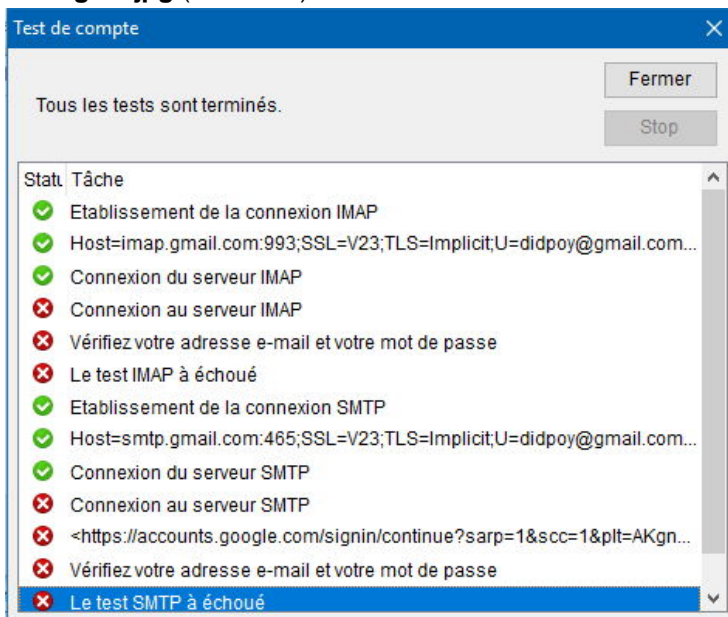 Test de compte
Fermer
Tous les tests sont terminés.
Stop
Statu Tâche
Etablissement de la connexion IMAP
Host=imap.gmail.com:993;SSL=V23;TLS=Implicit;U=didpoy@gmail.com...
Connexion du serveur IMAP
Connexion au serveur IMAP
Vérifiez votre adresse e-mail et votre mot de passe
Le test IMAP à échoué
Etablissement de la connexion SMTP
Host=smtp.gmail.com:465;SSL=V23;TLS=Implicit;U=didpoy@gmail.com...
Connexion du serveur SMTP
Connexion au serveur SMTP
<https://accounts.google.com/signin/continue?sarp=1&scc=1&plt=AKgn...
Vérifiez votre adresse e-mail et votre mot de passe
Le test SMTP à échoué